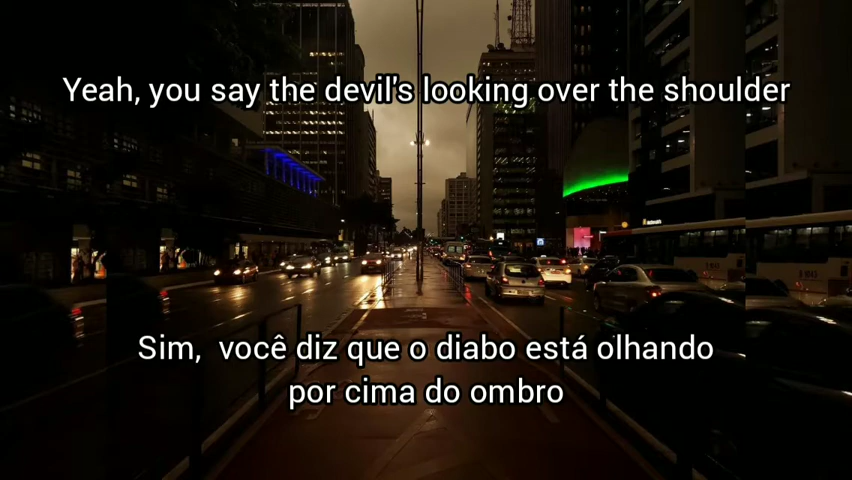 Yeah, you say the devil's looking over the shoulder
Sim, você diz que o diabo está olhando
por cima do ombro